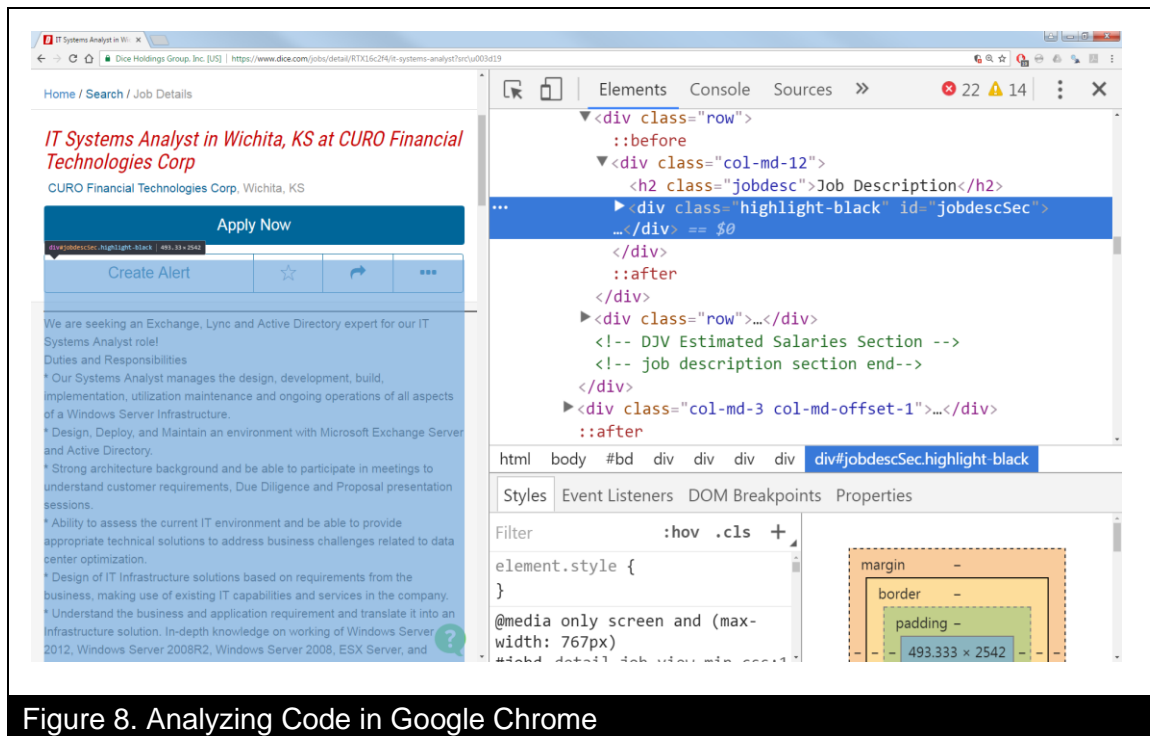 IT Systems Analyst in Wi
Dice Holdings Group. Inc. [US] | https://www.dice.com/jobs/detail/RTX16c2f4/it-systems-analyst?src\u003d19
Home / Search / Job Details
IT Systems Analyst in Wichita, KS at CURO Financial
Technologies Corp
CURO Financial Technologies Corp, Wichita, KS
Apply Now
div#jobdescSec.highlight-black | 493.33×2542
Create Alert
We are seeking an Exchange, Lync and Active Directory expert for our IT
Systems Analyst role!
Duties and Responsibilities
* Our Systems Analyst manages the design, development, build,
implementation, utilization maintenance and ongoing operations of all aspects
of a Windows Server Infrastructure.
* Design, Deploy, and Maintain an environment with Microsoft Exchange Server
and Active Directory.
* Strong architecture background and be able to participate in meetings to
understand customer requirements, Due Diligence and Proposal presentation
sessions.
* Ability to assess the current IT environment and be able to provide
appropriate technical solutions to address business challenges related to data
center optimization.
* Design of IT Infrastructure solutions based on requirements from the
business, making use of existing IT capabilities and services in the company.
* Understand the business and application requirement and translate it into an
Infrastructure solution. In-depth knowledge on working of Windows Server
2012, Windows Server 2008R2, Windows Server 2008, ESX Server, and
?
Elements Console Sources » 22 14
▼<div class="row">
::before
▼<div class="col-md-12">
<h2 class="jobdesc">Job Description</h2>
... ▶<div class="highlight-black" id="jobdescSec">
…</div> == $0
</div>
::after
</div>
▶<div class="row">…</div>
<!-- DJV Estimated Salaries Section -->
<!-- job description section end-->
</div>
▶<div class="col-md-3 col-md-offset-1">…</div>
::after
html body #bd div div div div div#jobdescSec.highlight-black
Styles Event Listeners DOM Breakpoints Properties
Filter :hov .cls +
element.style {
}
@media only screen and (max-
width: 767px)
margin –
border –
padding –
– – – 493.333 × 2542 – – –
Figure 8. Analyzing Code in Google Chrome